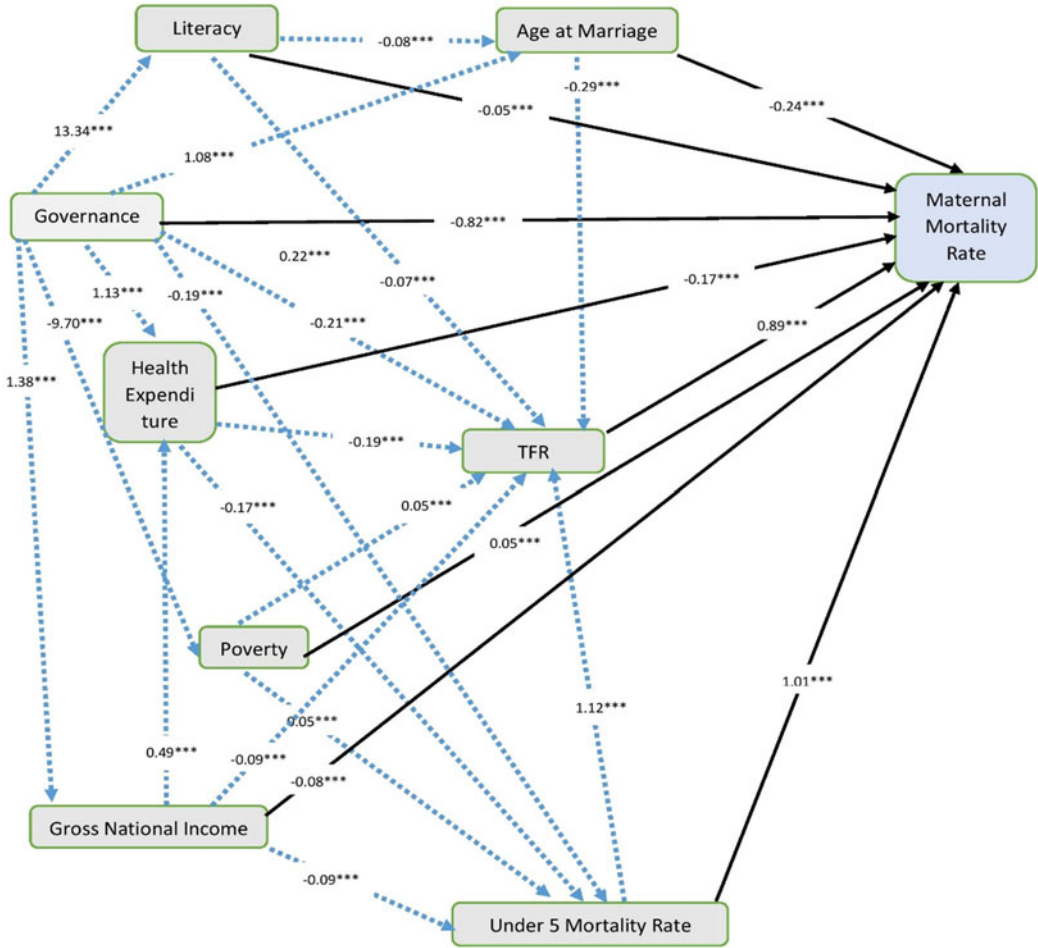 Literacy
-0.08***
Age at Marriage
-0.29***
-0.05***
-0.24***
13.34***
1.08***
Governance
-0.82***
Maternal
Mortality
Rate
0.22***
-0.07***
-0.17***
1.13***
-0.19***
-9.70***
-0.21***
0.89***
1.38***
Health
Expendi
ture
-0.19***
TFR
-0.17***
0.05***
0.05***
Poverty
1.01***
0.05***
1.12***
0.49***
-0.09***
-0.08***
Gross National Income
-0.09***
Under 5 Mortality Rate